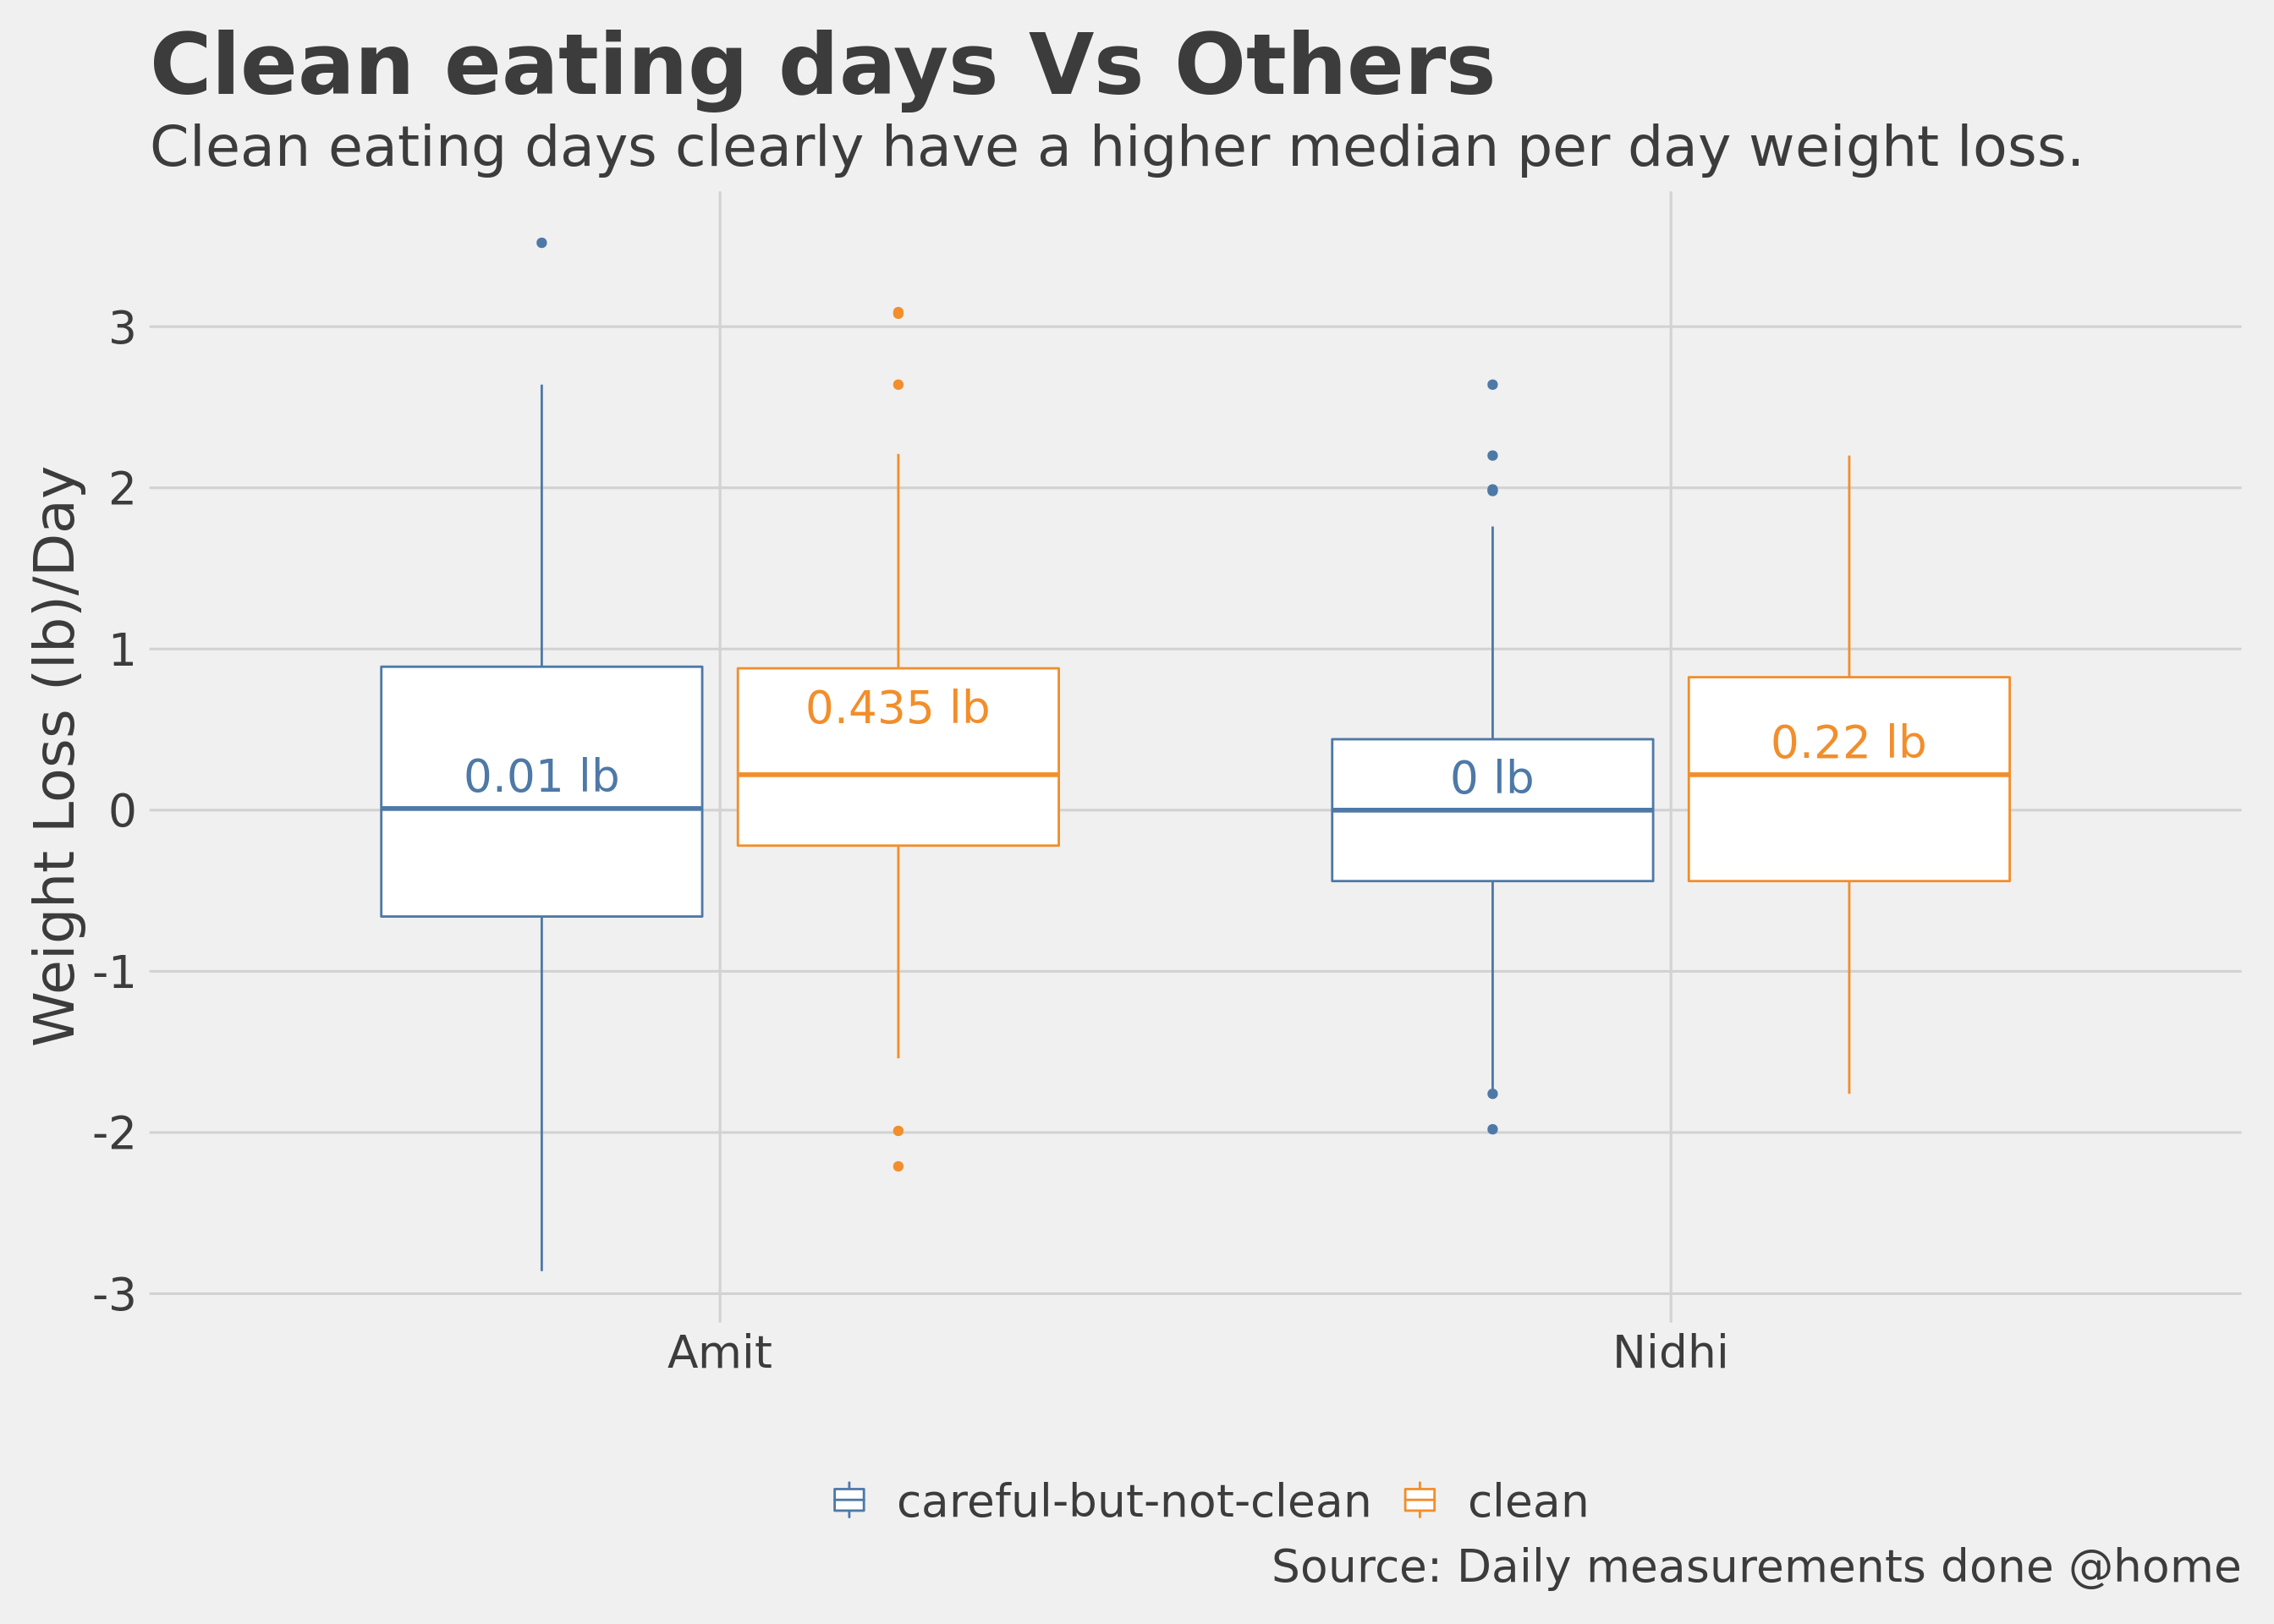 Clean eating days Vs Others
Clean eating days clearly have a higher median per day weight loss.
Weight Loss (lb)/Day
3
2
1
0
-1
-2
-3
0.01 lb
0.435 lb
0 lb
0.22 lb
Amit
Nidhi
careful-but-not-clean
clean
Source: Daily measurements done @home